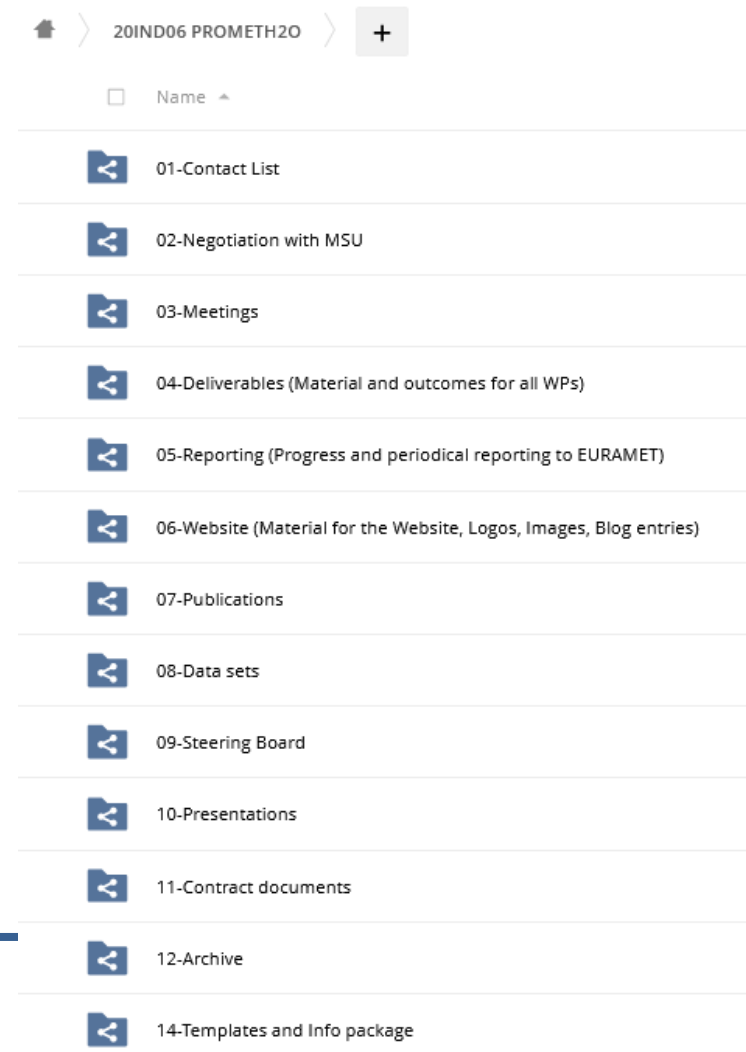 20IND06 PROMETH2O +
Name
01-Contact List
02-Negotiation with MSU
03-Meetings
04-Deliverables (Material and outcomes for all WPs)
05-Reporting (Progress and periodical reporting to EURAMET)
06-Website (Material for the Website, Logos, Images, Blog entries)
07-Publications
08-Data sets
09-Steering Board
10-Presentations
11-Contract documents
12-Archive
14-Templates and Info package